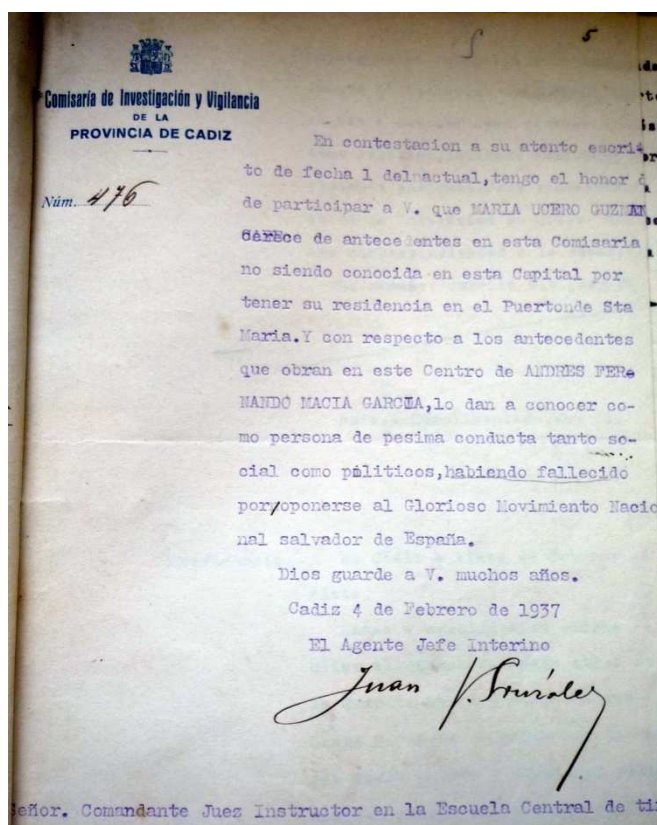 5
Comisaría de Investigación y Vigilancia
DE LA
PROVINCIA DE CADIZ
Núm. 476
En contestacion a su atento escri-
to de fecha 1 del actual, tengo el honor d
de participar a V. que MARIA UCERO GUZMAN
carece de antecedentes en esta Comisaria
no siendo conocida en esta Capital por
tener su residencia en el Puertonde Sta
Maria.Y con respecto a los antecedentes
que obran en este Centro de ANDRES FER-
NANDO MACIA GARCIA,lo dan a conocer co-
mo persona de pesima conducta tanto so-
cial como politicos,habiendo fallecido
por oponerse al Glorioso Movimiento Nacio
nal salvador de España.
Dios guarde a V. muchos años.
Cadiz 4 de Febrero de 1937
El Agente Jefe Interino
Juan
Señor. Comandante Jues Instructor en la Escuela Central de ti